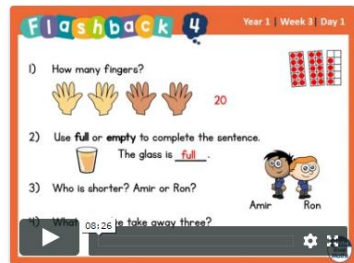 Flashback 4
Year 1 | Week 3 | Day 1
1) How many fingers?
20
2) Use full or empty to complete the sentence.
The glass is full.
3) Who is shorter? Amir or Ron?
Amir Ron
4) What e take away three?
08:26